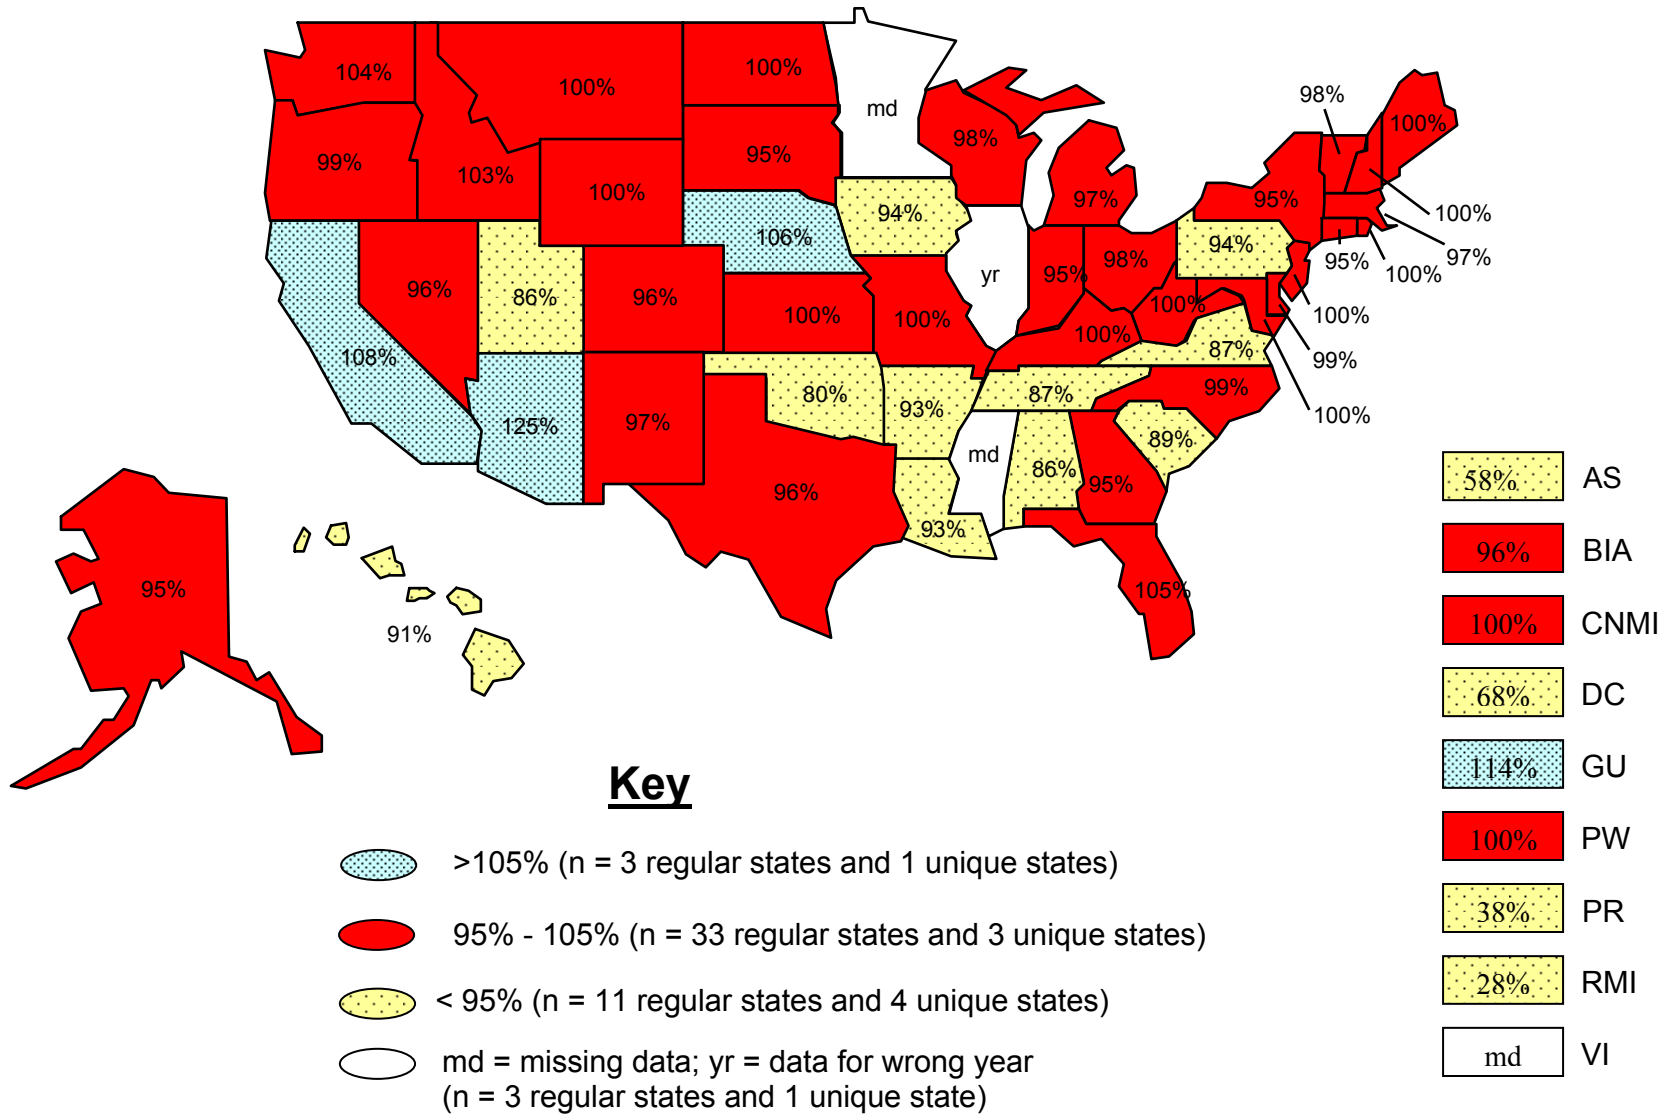 104%
100%
100%
md
98%
98%
100%
99%
103%
100%
95%
94%
97%
95%
100%
97%
95%
100%
106%
94%
96%
86%
96%
100%
100%
yr
95%
98%
100%
100%
87%
100%
99%
100%
108%
125%
97%
80%
93%
87%
99%
89%
md
86%
95%
96%
93%
105%
95%
91%
58% AS
96% BIA
100% CNMI
68% DC
114% GU
100% PW
38% PR
28% RMI
md VI
Key
>105% (n = 3 regular states and 1 unique states)
95% - 105% (n = 33 regular states and 3 unique states)
< 95% (n = 11 regular states and 4 unique states)
md = missing data; yr = data for wrong year
(n = 3 regular states and 1 unique state)